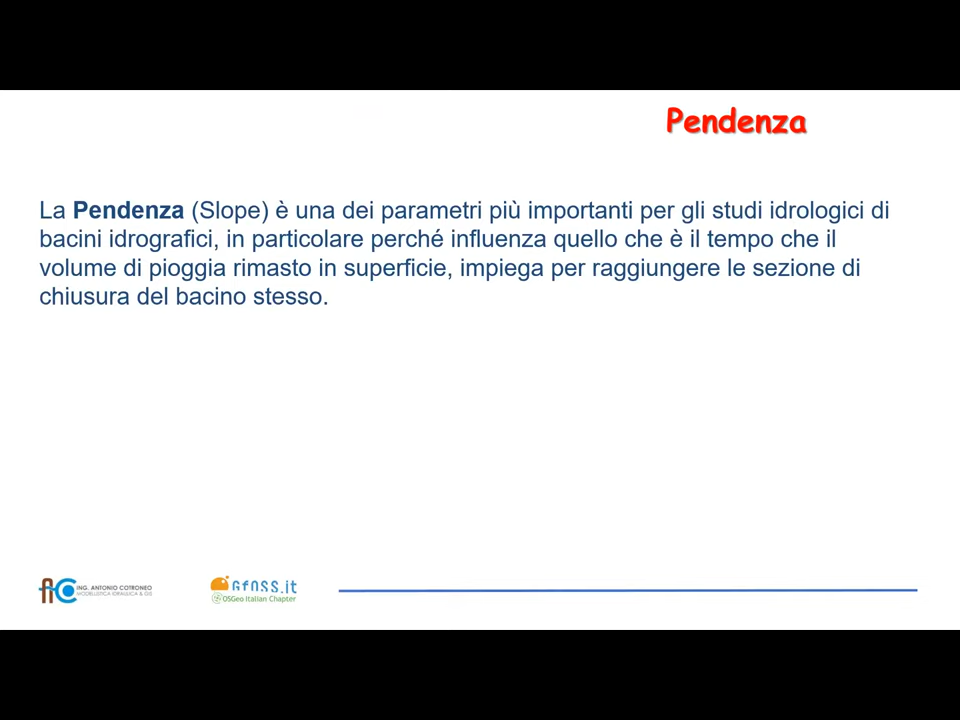 Pendenza
La Pendenza (Slope) è una dei parametri più importanti per gli studi idrologici di
bacini idrografici, in particolare perché influenza quello che è il tempo che il
volume di pioggia rimasto in superficie, impiega per raggiungere le sezione di
chiusura del bacino stesso.
ING. ANTONIO COTRONEO
MODELLISTICA IDRAULICA & GIS
GFOSS.it
OSGeo Italian Chapter